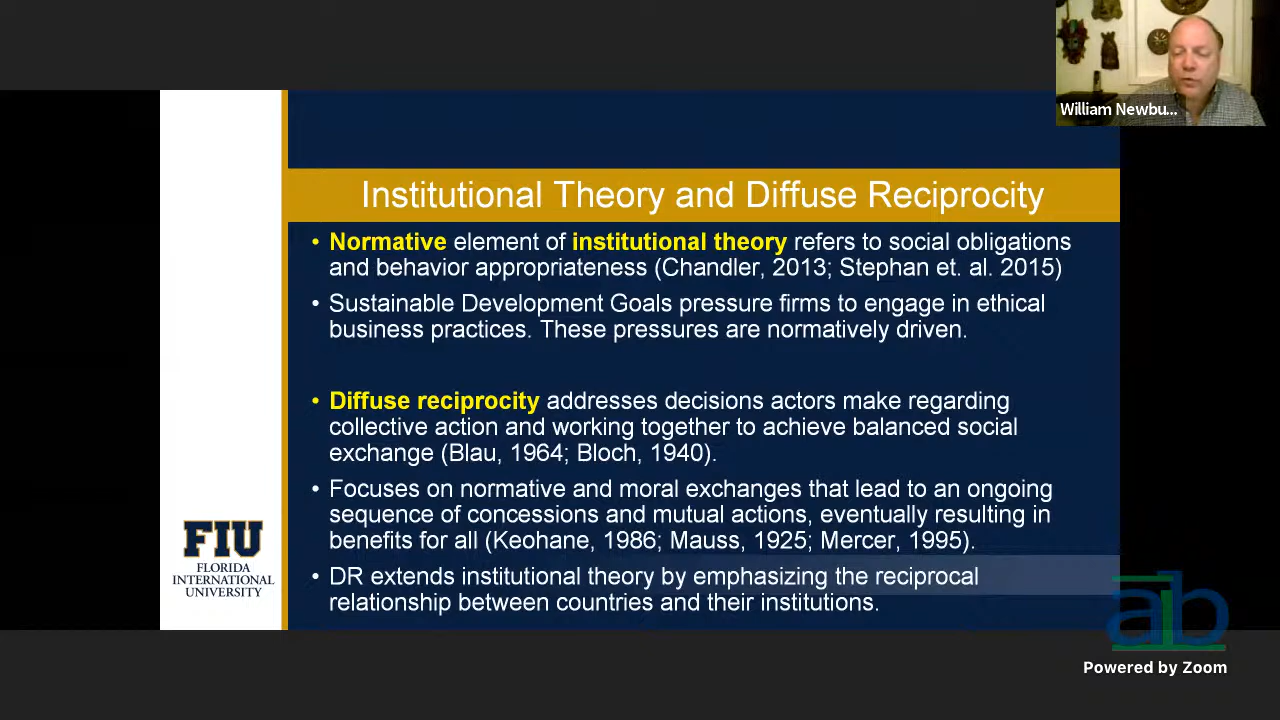 William Newbu...
Institutional Theory and Diffuse Reciprocity
• Normative element of institutional theory refers to social obligations
and behavior appropriateness (Chandler, 2013; Stephan et. al. 2015)
• Sustainable Development Goals pressure firms to engage in ethical
business practices. These pressures are normatively driven.
• Diffuse reciprocity addresses decisions actors make regarding
collective action and working together to achieve balanced social
exchange (Blau, 1964; Bloch, 1940).
• Focuses on normative and moral exchanges that lead to an ongoing
sequence of concessions and mutual actions, eventually resulting in
benefits for all (Keohane, 1986; Mauss, 1925; Mercer, 1995).
• DR extends institutional theory by emphasizing the reciprocal
relationship between countries and their institutions.
FIU
FLORIDA
INTERNATIONAL
UNIVERSITY
aib
Powered by Zoom